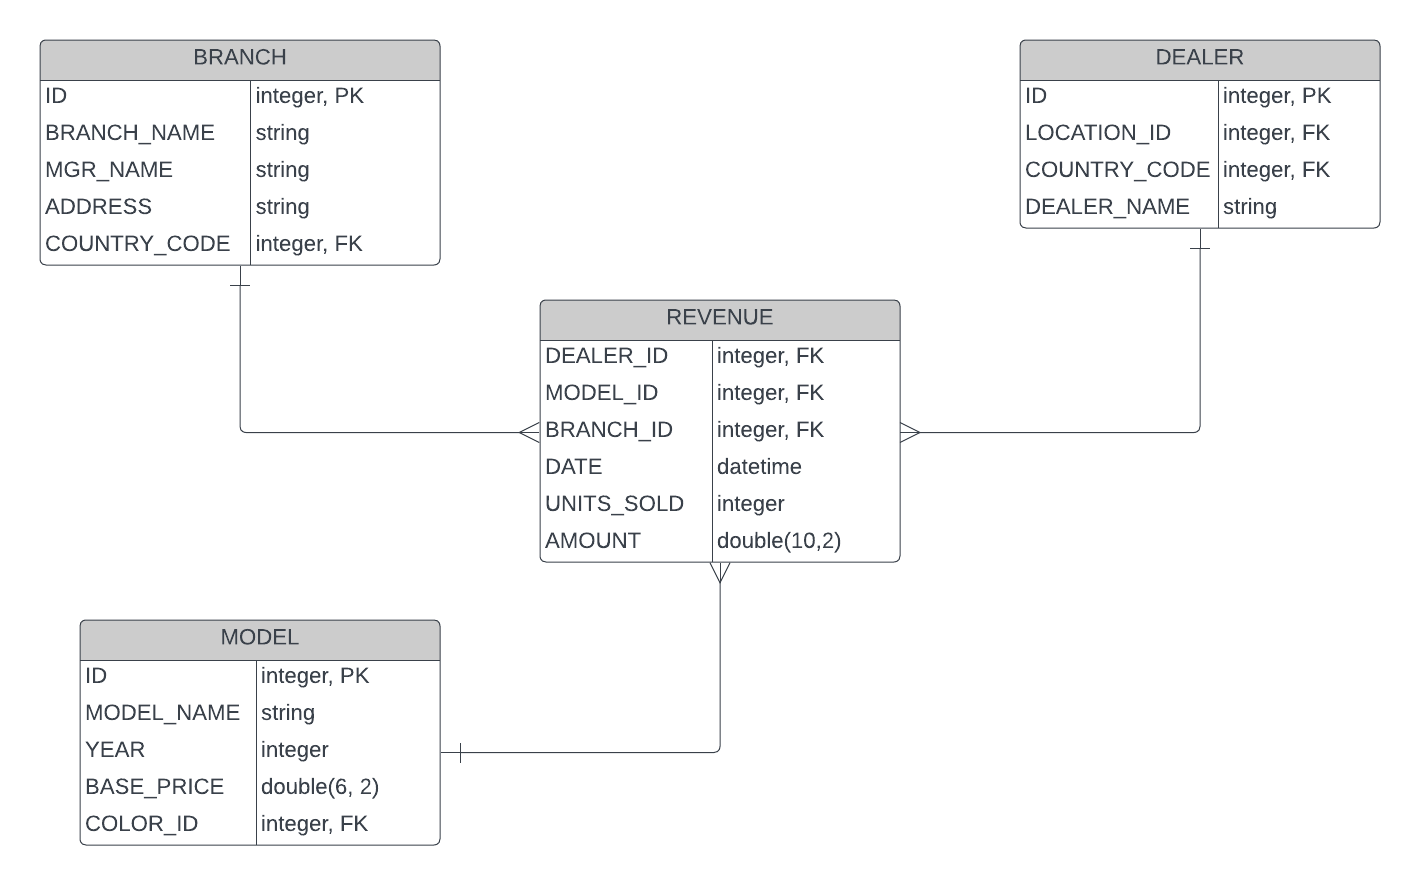 BRANCH
ID integer, PK
BRANCH_NAME string
MGR_NAME string
ADDRESS string
COUNTRY_CODE integer, FK
DEALER
ID integer, PK
LOCATION_ID integer, FK
COUNTRY_CODE integer, FK
DEALER_NAME string
REVENUE
DEALER_ID integer, FK
MODEL_ID integer, FK
BRANCH_ID integer, FK
DATE datetime
UNITS_SOLD integer
AMOUNT double(10,2)
MODEL
ID integer, PK
MODEL_NAME string
YEAR integer
BASE_PRICE double(6, 2)
COLOR_ID integer, FK